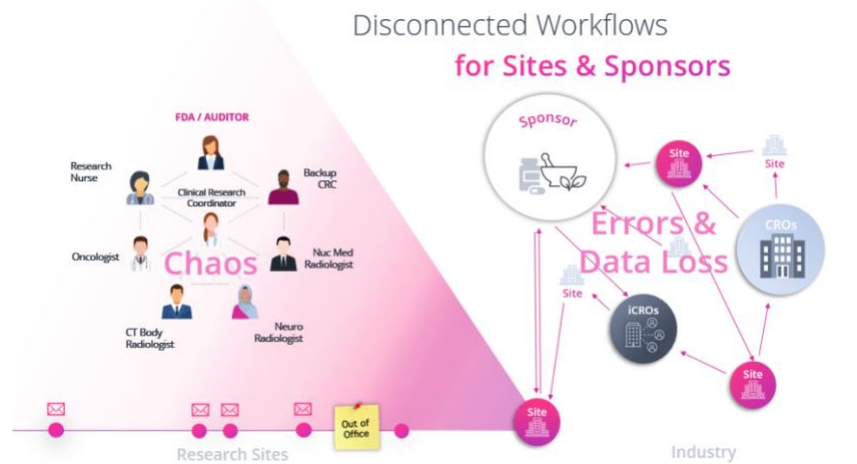 Disconnected Workflows
for Sites & Sponsors
FDA / AUDITOR
Research
Nurse
Clinical Research
Coordinator
Backup
CRC
Oncologist
Chaos
Nuc Med
Radiologist
CT Body
Radiologist
Neuro
Radiologist
Out of
Office
Research Sites
Sponsor
Site
Site
Errors &
Data Loss
CROs
Site
iCROs
Site
Site
Industry